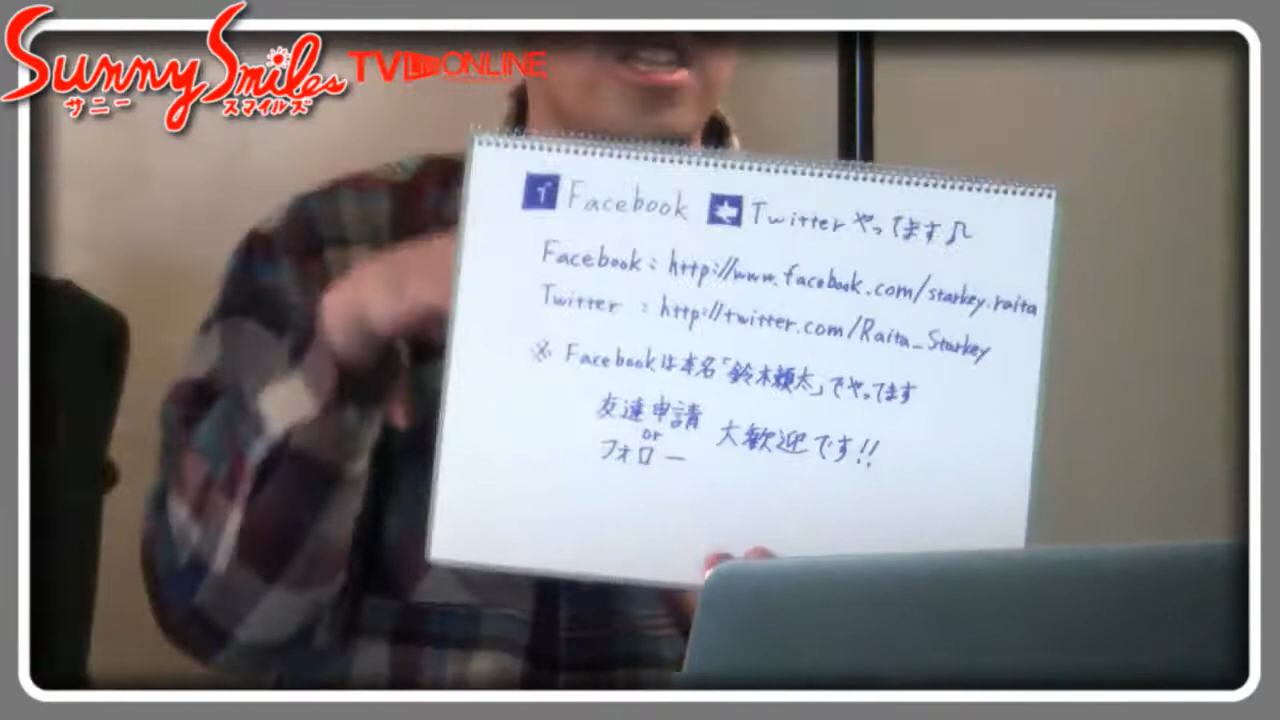 Sunny Smiles
サニー スマイルズ
TV LIVE ONLINE
Facebook Twitterやってます♫
Facebook : http://www.facebook.com/starkey.raita
Twitter : http://twitter.com/Raita_Starkey
※ Facebookは本名「鈴木頼太」でやってます
友達申請
or
フォロー
大歓迎です!!